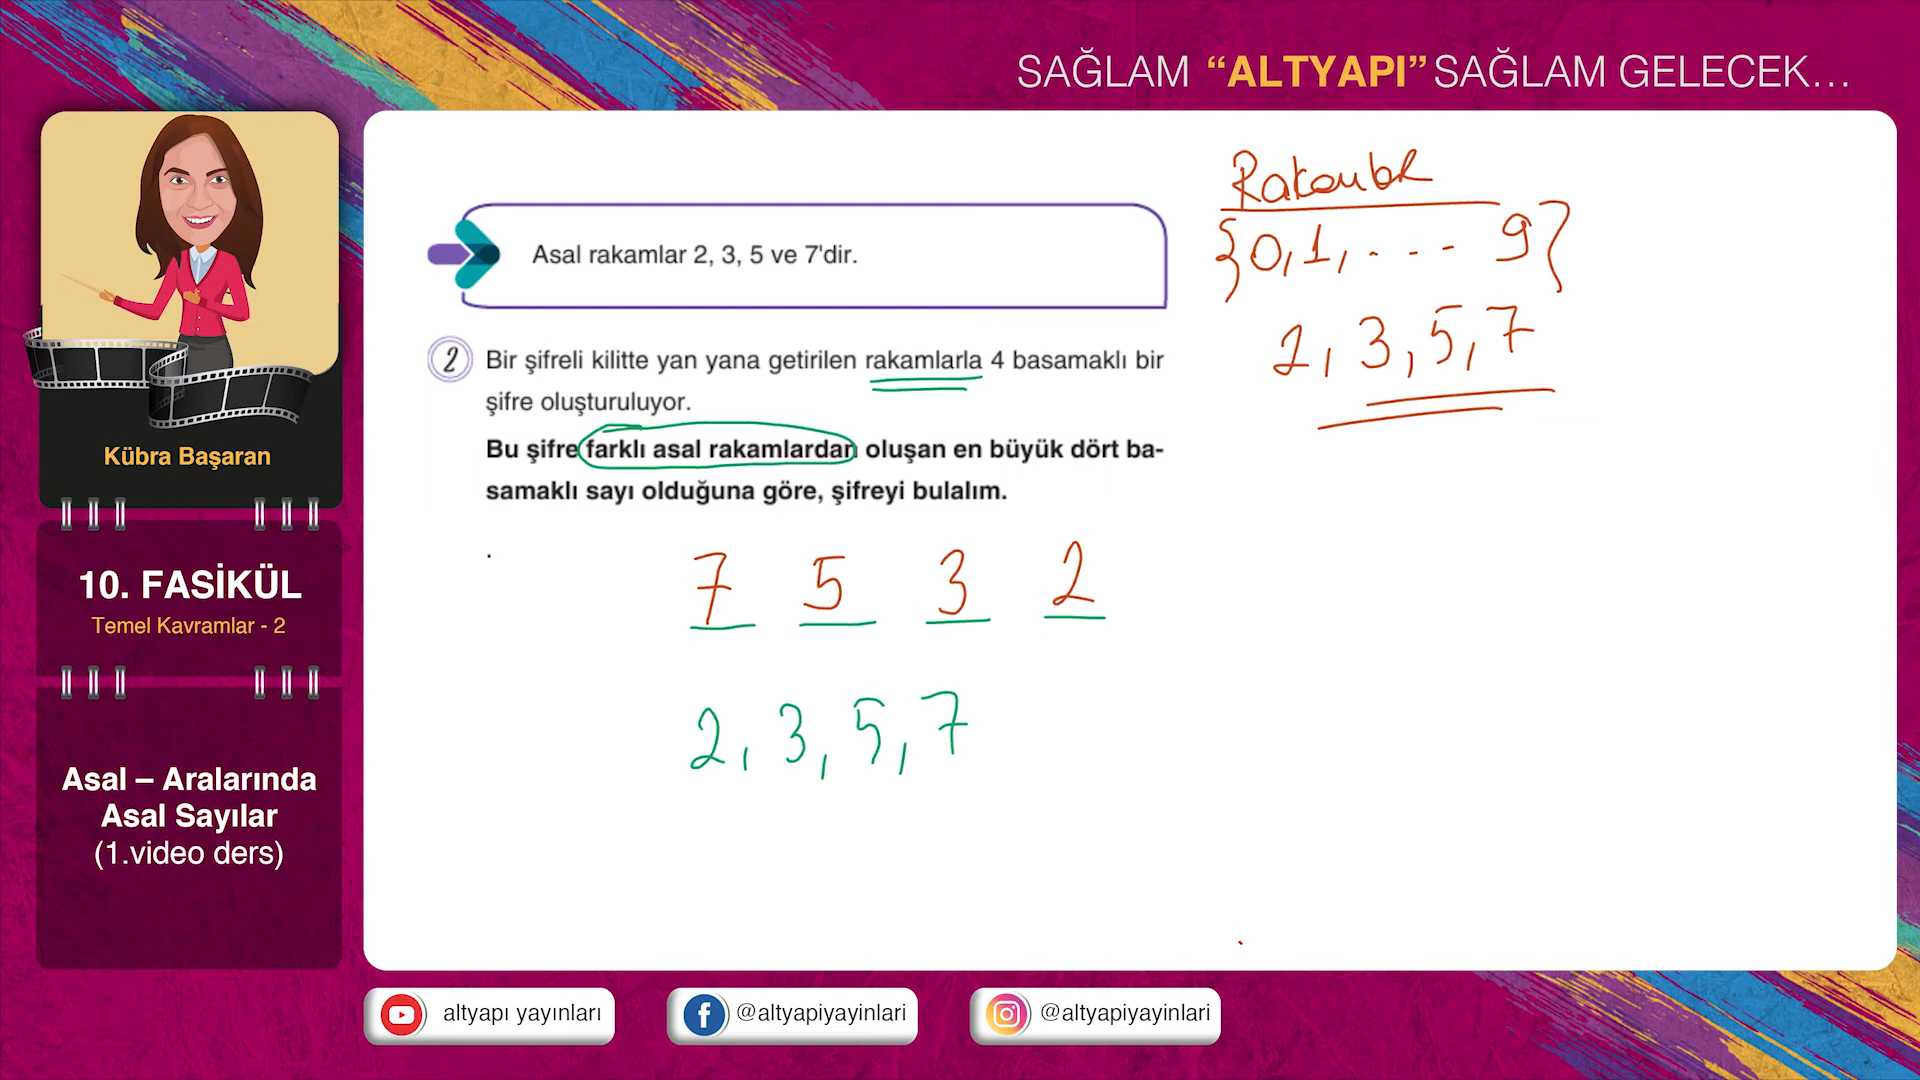 SAĞLAM “ALTYAPI” SAĞLAM GELECEK...
Kübra Başaran
10. FASİKÜL
Temel Kavramlar - 2
Asal – Aralarında
Asal Sayılar
(1.video ders)
Asal rakamlar 2, 3, 5 ve 7'dir.
2 Bir şifreli kilitte yan yana getirilen rakamlarla 4 basamaklı bir
şifre oluşturuluyor.
Bu şifre farklı asal rakamlardan oluşan en büyük dört ba-
samaklı sayı olduğuna göre, şifreyi bulalım.
7 5 3 2
2, 3, 5, 7
Rakamlar
{0, 1, . . . 9}
2, 3, 5, 7
altyapı yayınları
@altyapiyayinlari
@altyapiyayinlari